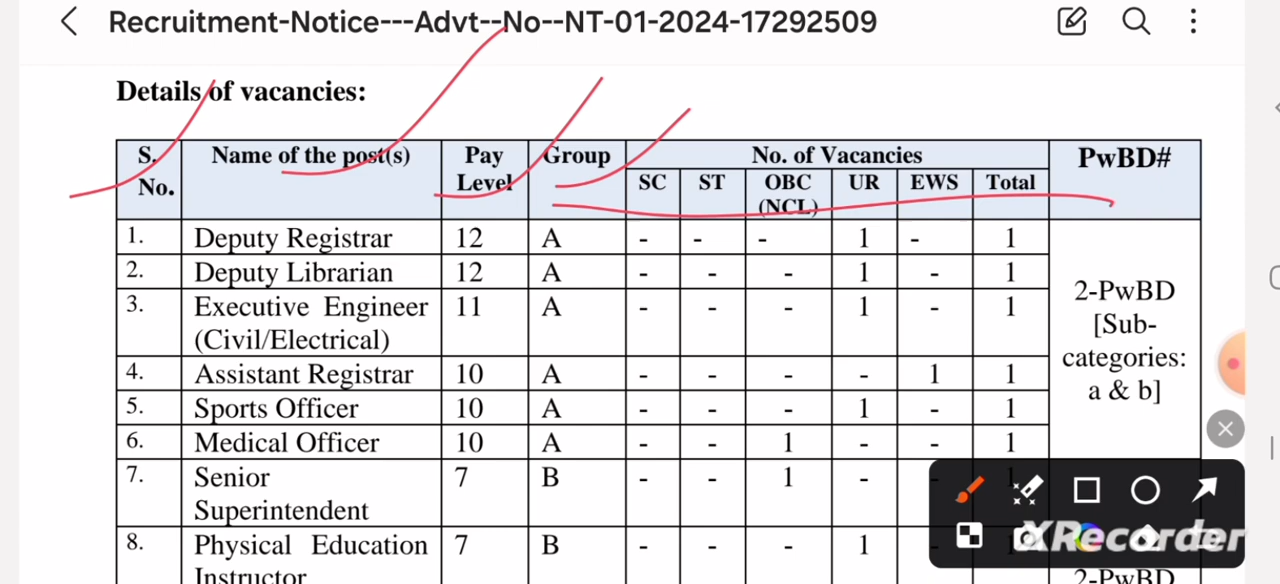 Recruitment-Notice---Advt--No--NT-01-2024-17292509
Details of vacancies:
S. No. Name of the post(s) Pay Level Group No. of Vacancies PwBD#
SC ST OBC (NCL) UR EWS Total
1. Deputy Registrar 12 A - - - 1 - 1
2. Deputy Librarian 12 A - - - 1 - 1
3. Executive Engineer (Civil/Electrical) 11 A - - - 1 - 1
4. Assistant Registrar 10 A - - - - 1 1
5. Sports Officer 10 A - - - 1 - 1
6. Medical Officer 10 A - - 1 - - 1
2-PwBD
[Sub-
categories:
a & b]
7. Senior Superintendent 7 B - - 1 -
8. Physical Education Instructor 7 B - - - 1
2-PwBD
XRecorder